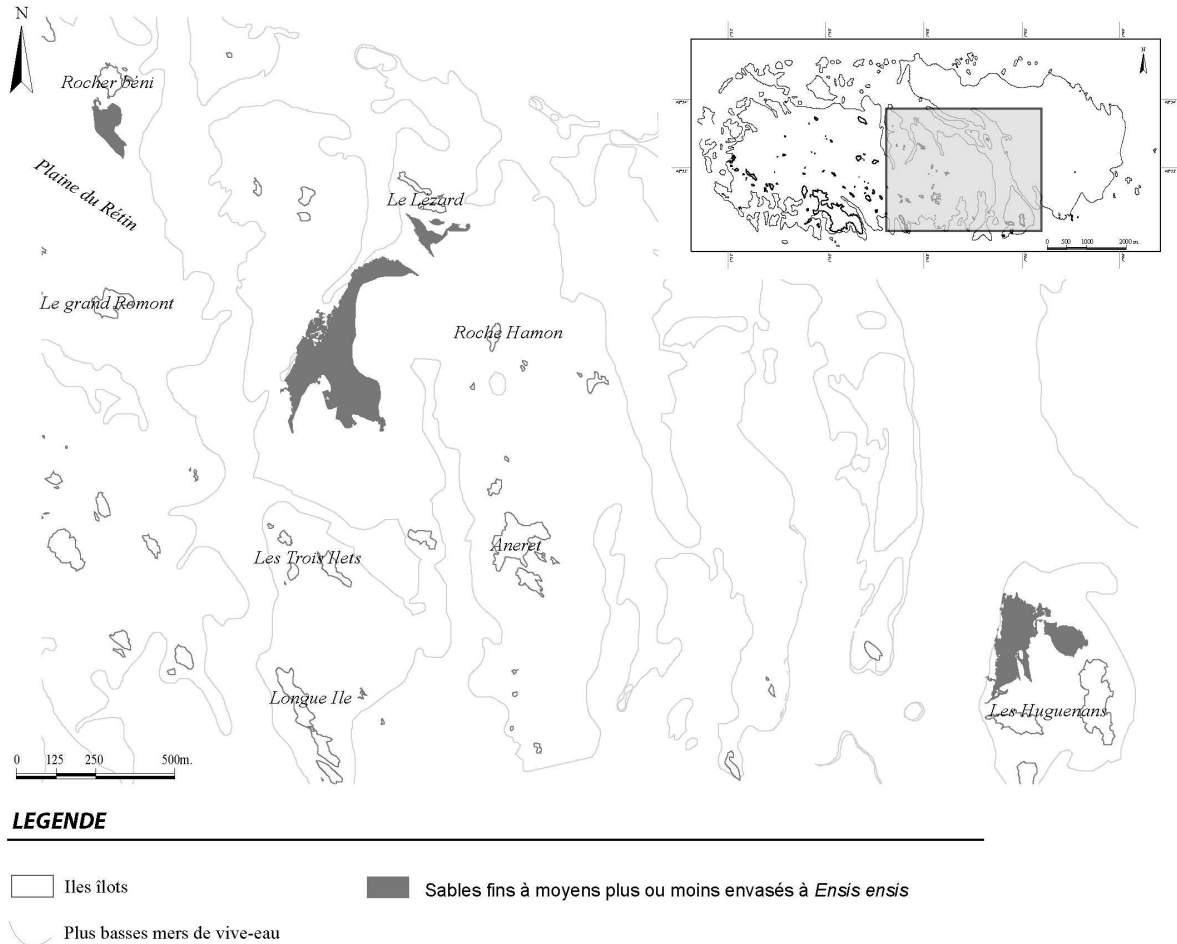 N
Rocher béni
Plaine du Rétin
Le Lézard
Le grand Romont
Roche Hamon
Aneret
Les Trois Ilets
Longue Ile
Les Huguenans
0 125 250 500m.
N
0 500 1000 2000 m.
LEGENDE
Iles îlots
Sables fins à moyens plus ou moins envasés à Ensis ensis
Plus basses mers de vive-eau